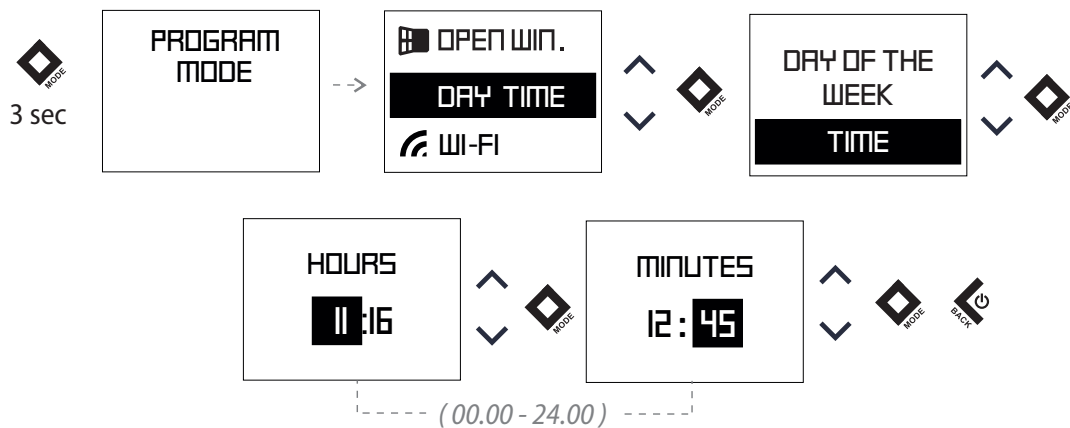 MODE
3 sec
PROGRAM
MODE
OPEN WIN.
DAY TIME
WI-FI
MODE
DAY OF THE
WEEK
TIME
MODE
HOURS
11:16
MODE
MINUTES
12:45
MODE
BACK
(00.00 - 24.00)